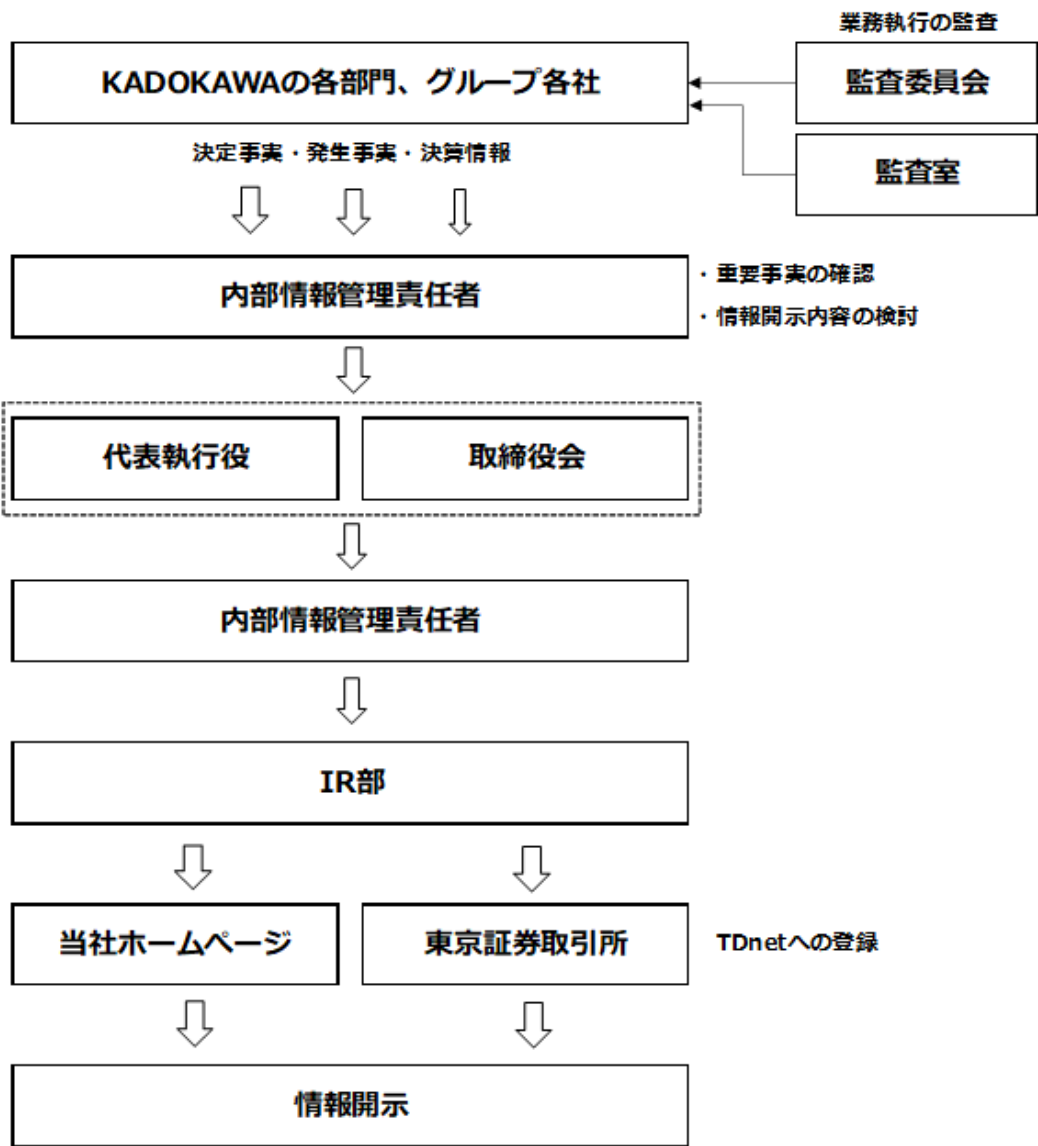 業務執行の監査
KADOKAWAの各部門、グループ各社
監査委員会
決定事実・発生事実・決算情報
監査室
内部情報管理責任者
・重要事実の確認
・情報開示内容の検討
代表執行役
取締役会
内部情報管理責任者
IR部
当社ホームページ
東京証券取引所
TDnetへの登録
情報開示